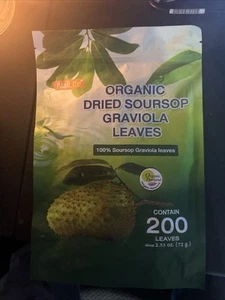 ORGANIC
DRIED SOURSOP
GRAVIOLA
LEAVES
100% Soursop Graviola leaves
CONTAIN
200
LEAVES